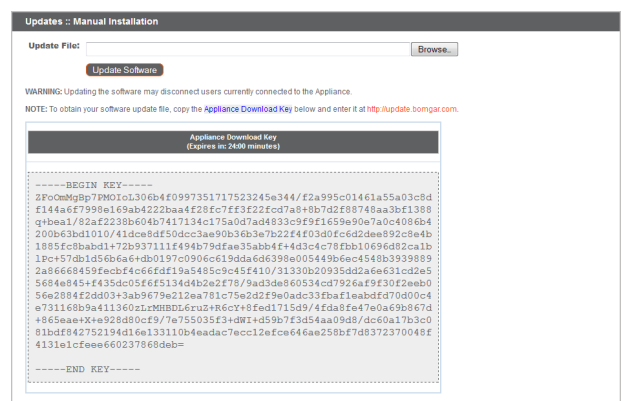 Updates :: Manual Installation
Update File:
Browse..
Update Software
WARNING: Updating the software may disconnect users currently connected to the Appliance.
NOTE: To obtain your software update file, copy the Appliance Download Key below and enter it at http://update.bomgar.com.
Appliance Download Key
(Expires in: 24:00 minutes)
-----BEGIN KEY-----
ZFoOmMgBp7PMOIoL306b4f0997351717523245e344/f2a995c01461a55a03c8d
f144a6f7998e169ab4222baa4f28fc7ff3f22fcd7a8+8b7d2f88748aa3bf1388
q+bea1/82af2238b604b7417134c175a0d7ad4833c9f9f1659e90e7a0c4086b4
200b63bd1010/41dce8df50dcc3ae90b36b3e7b22f4f03d0fc6d2dee892c8e4b
1885fc8babd1+72b937111f494b79dfae35abb4f+4d3c4c78fbb10696d82ca1b
1Pc+57db1d56b6a6+db0197c0906c619dda6d6398e005449b6ec4548b3939889
2a86668459fecbf4c66fdf19a5485c9c45f410/31330b20935dd2a6e631cd2e5
5684e845+f435dc05f6f5134d4b2e2f78/9ad3de860534cd7926af9f30f2eeb0
56e2884f2dd03+3ab9679e212ea781c75e2d2f9e0adc33fbaf1eabdfd70d00c4
e731168b9a411360zLrMHBDL6ruZ+R6cY+8fed1715d9/4fda8fe47e0a69b867d
+865eae+X+e928d80cf9/7e755035f3+dWI+d59b7f3d54aa09d8/dc60a17b3c0
81bdf842752194d16e133110b4eadac7ecc12efce646ae258bf7d8372370048f
4131e1cfeee660237868deb=
-----END KEY-----